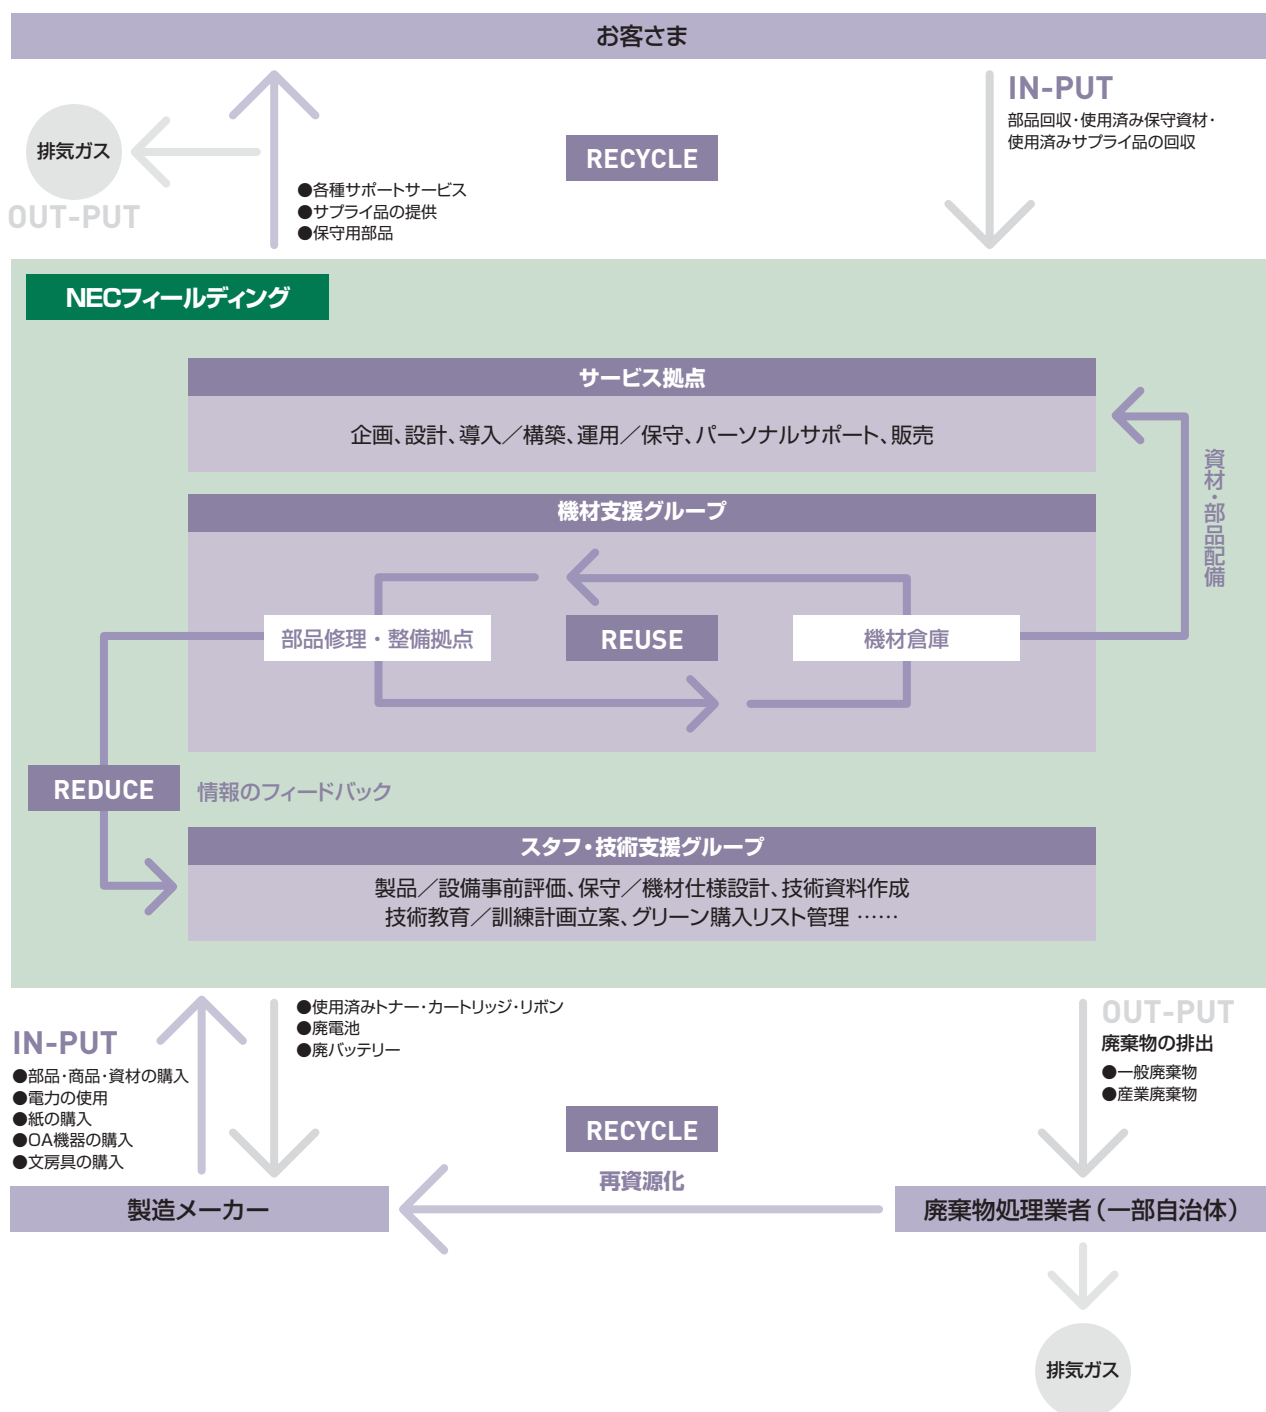 お客さま
IN-PUT
部品回収・使用済み保守資材・
使用済みサプライ品の回収
排気ガス
OUT-PUT
RECYCLE
●各種サポートサービス
●サプライ品の提供
●保守用部品
NECフィールディング
サービス拠点
企画、設計、導入／構築、運用／保守、パーソナルサポート、販売
資材・部品配備
機材支援グループ
部品修理・整備拠点
REUSE
機材倉庫
REDUCE
情報のフィードバック
スタフ・技術支援グループ
製品／設備事前評価、保守／機材仕様設計、技術資料作成
技術教育／訓練計画立案、グリーン購入リスト管理 ……
IN-PUT
●部品・商品・資材の購入
●電力の使用
●紙の購入
●OA機器の購入
●文房具の購入
●使用済みトナー・カートリッジ・リボン
●廃電池
●廃バッテリー
OUT-PUT
廃棄物の排出
●一般廃棄物
●産業廃棄物
RECYCLE
再資源化
製造メーカー
廃棄物処理業者（一部自治体）
排気ガス